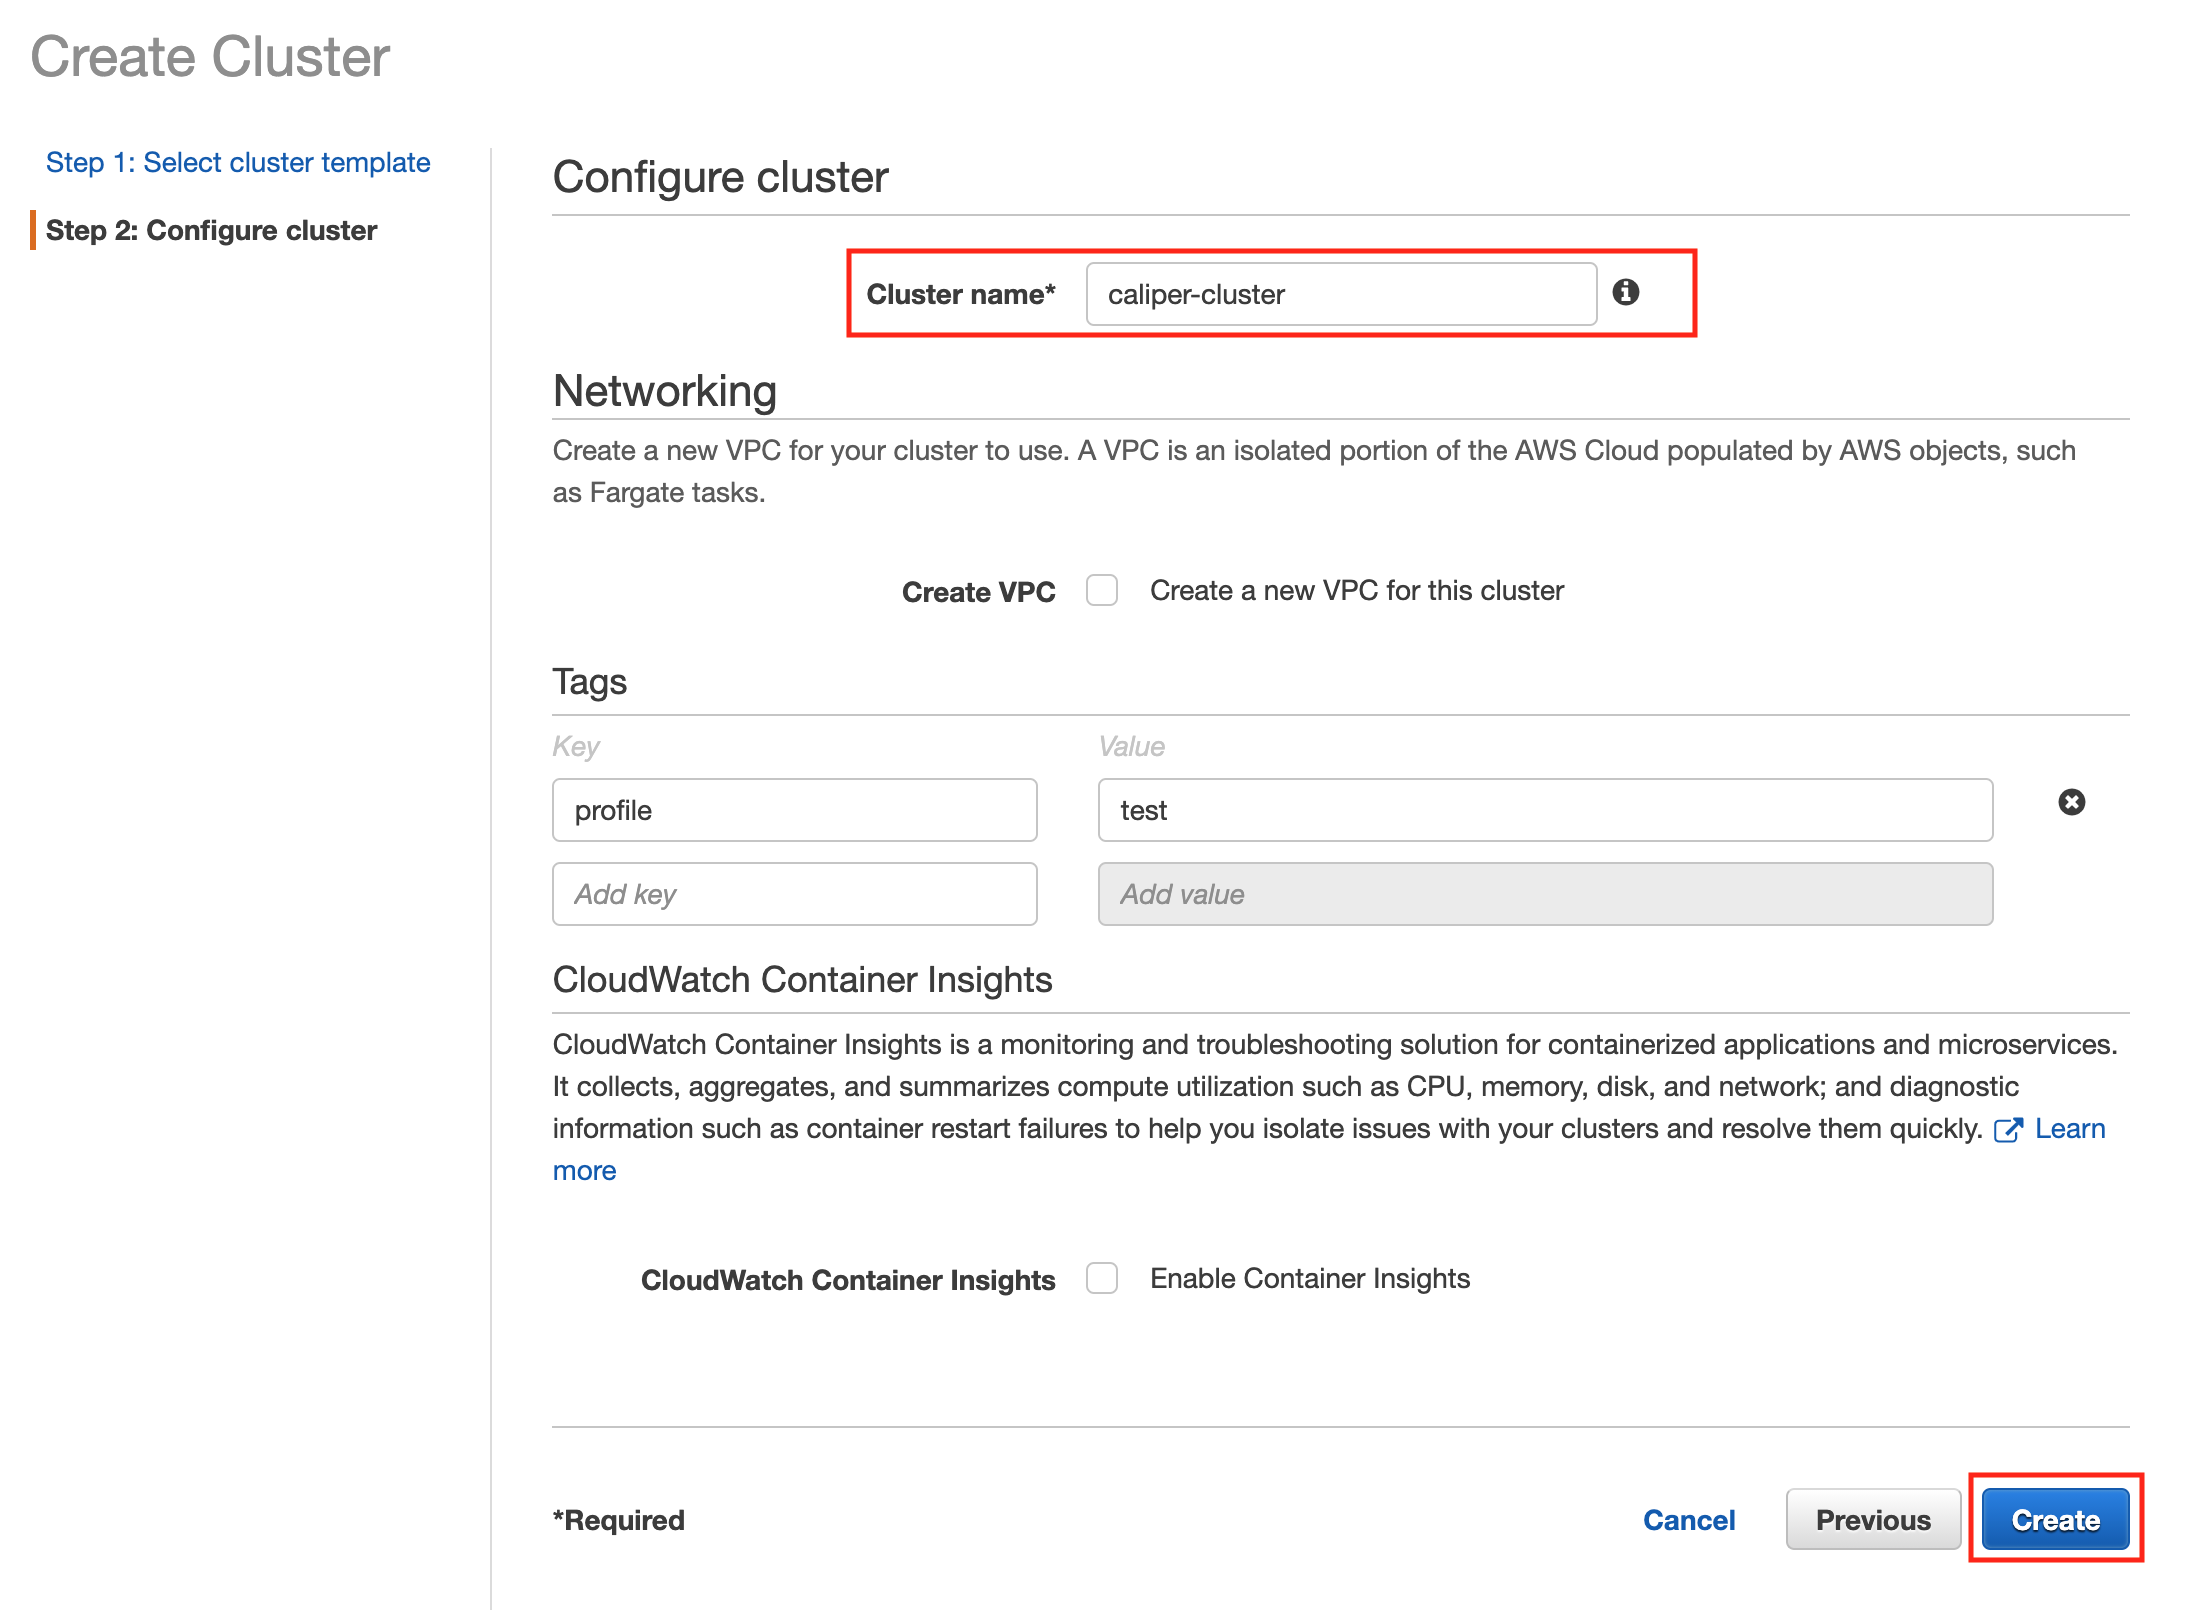 Create Cluster
Step 1: Select cluster template
Step 2: Configure cluster
Configure cluster
Cluster name* caliper-cluster
Networking
Create a new VPC for your cluster to use. A VPC is an isolated portion of the AWS Cloud populated by AWS objects, such
as Fargate tasks.
Create VPC Create a new VPC for this cluster
Tags
Key Value
profile test
Add key Add value
CloudWatch Container Insights
CloudWatch Container Insights is a monitoring and troubleshooting solution for containerized applications and microservices.
It collects, aggregates, and summarizes compute utilization such as CPU, memory, disk, and network; and diagnostic
information such as container restart failures to help you isolate issues with your clusters and resolve them quickly. Learn
more
CloudWatch Container Insights Enable Container Insights
*Required Cancel Previous Create